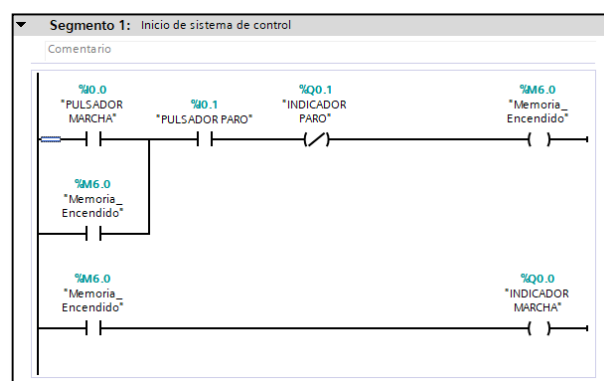 Segmento 1: Inicio de sistema de control
Comentario
%I0.0
"PULSADOR
MARCHA"
%I0.1
"PULSADOR PARO"
%Q0.1
"INDICADOR
PARO"
%M6.0
"Memoria_
Encendido"
%M6.0
"Memoria_
Encendido"
%M6.0
"Memoria_
Encendido"
%Q0.0
"INDICADOR
MARCHA"